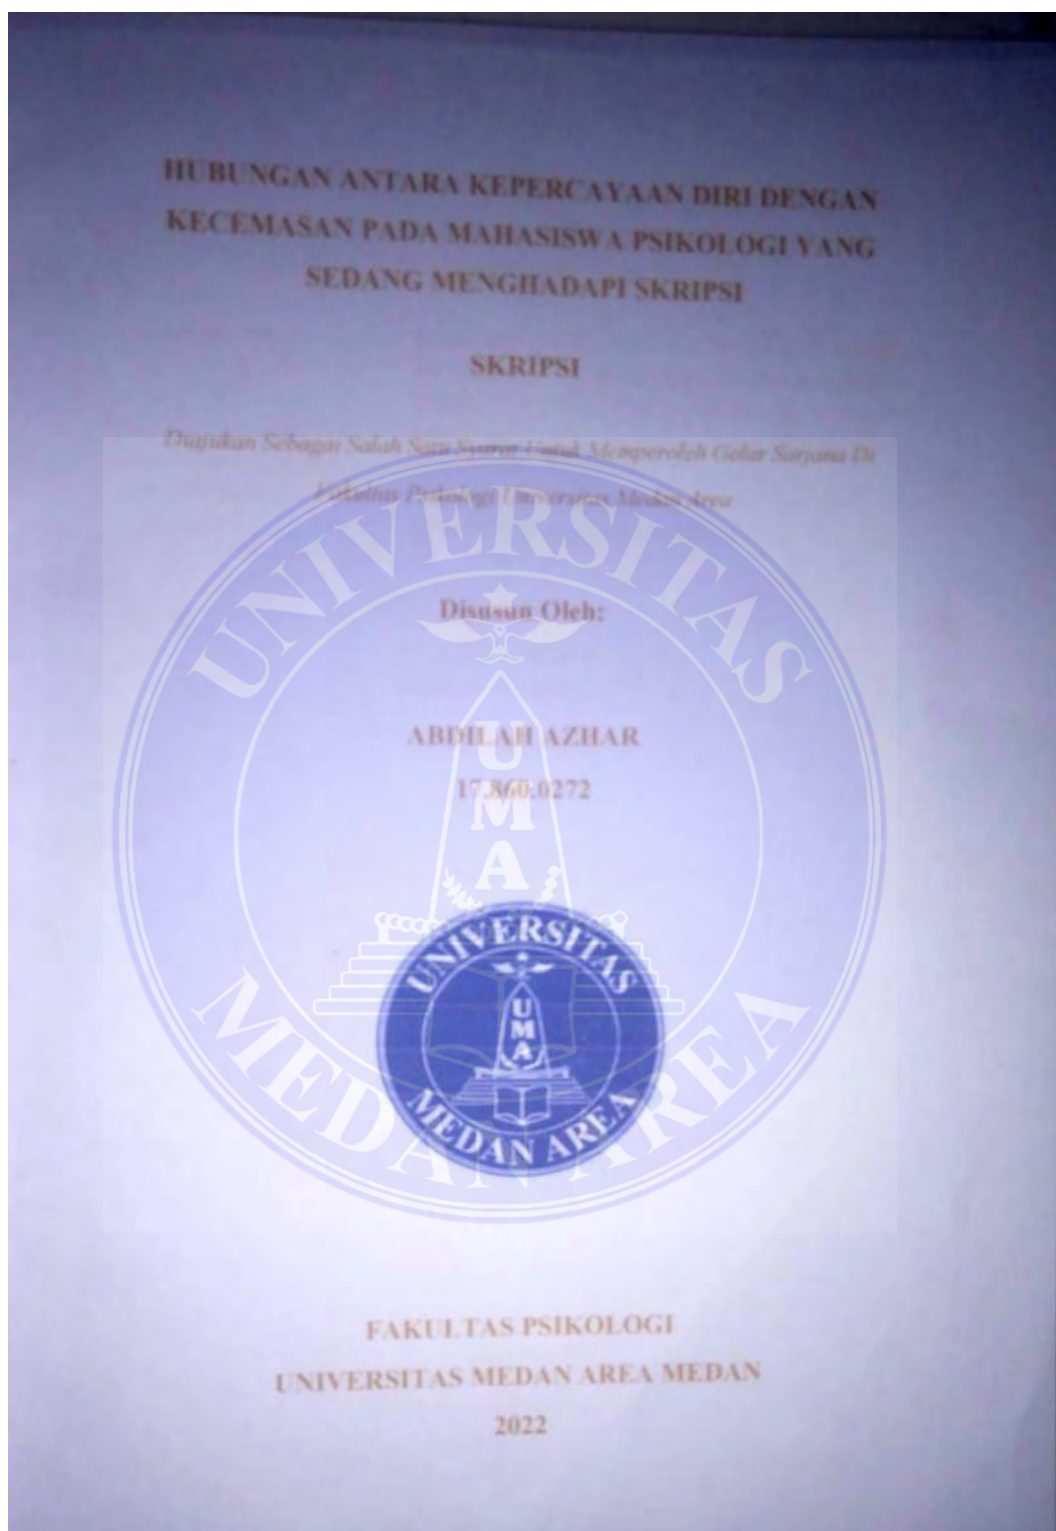 HUBUNGAN ANTARA KEPERCAYAAN DIRI DENGAN
KECEMASAN PADA MAHASISWA PSIKOLOGI YANG
SEDANG MENGHADAPI SKRIPSI
SKRIPSI
Diajukan Sebagai Salah Satu Syarat Untuk Memperoleh Gelar Sarjana Di
Fakultas Psikologi Universitas Medan Area
Disusun Oleh:
ABDILAH AZHAR
17.860.0272
UNIVERSITAS
UMA
MEDAN AREA
UNIVERSITAS
UMA
MEDAN AREA
FAKULTAS PSIKOLOGI
UNIVERSITAS MEDAN AREA MEDAN
2022